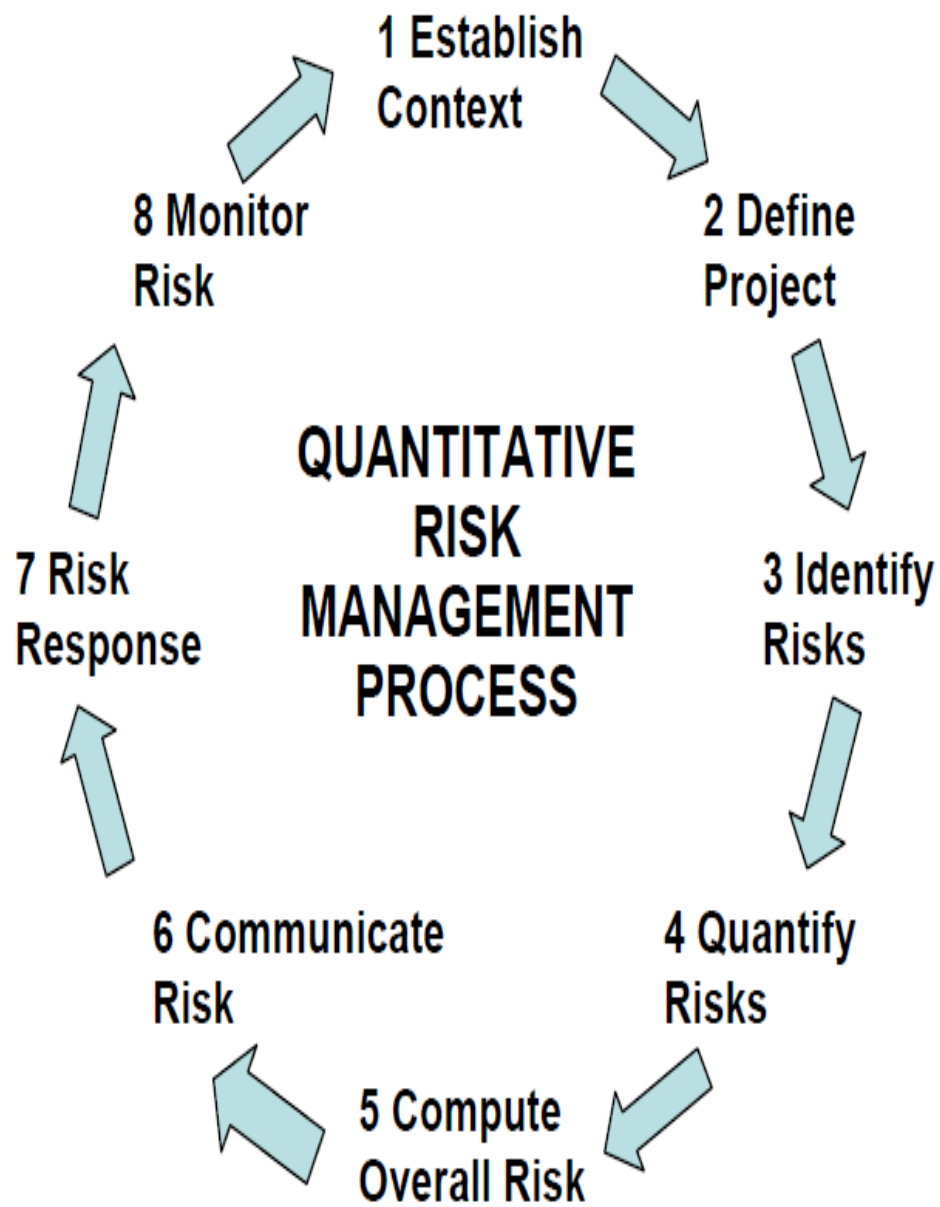 1 Establish
Context
2 Define
Project
3 Identify
Risks
4 Quantify
Risks
5 Compute
Overall Risk
6 Communicate
Risk
7 Risk
Response
8 Monitor
Risk
QUANTITATIVE
RISK
MANAGEMENT
PROCESS